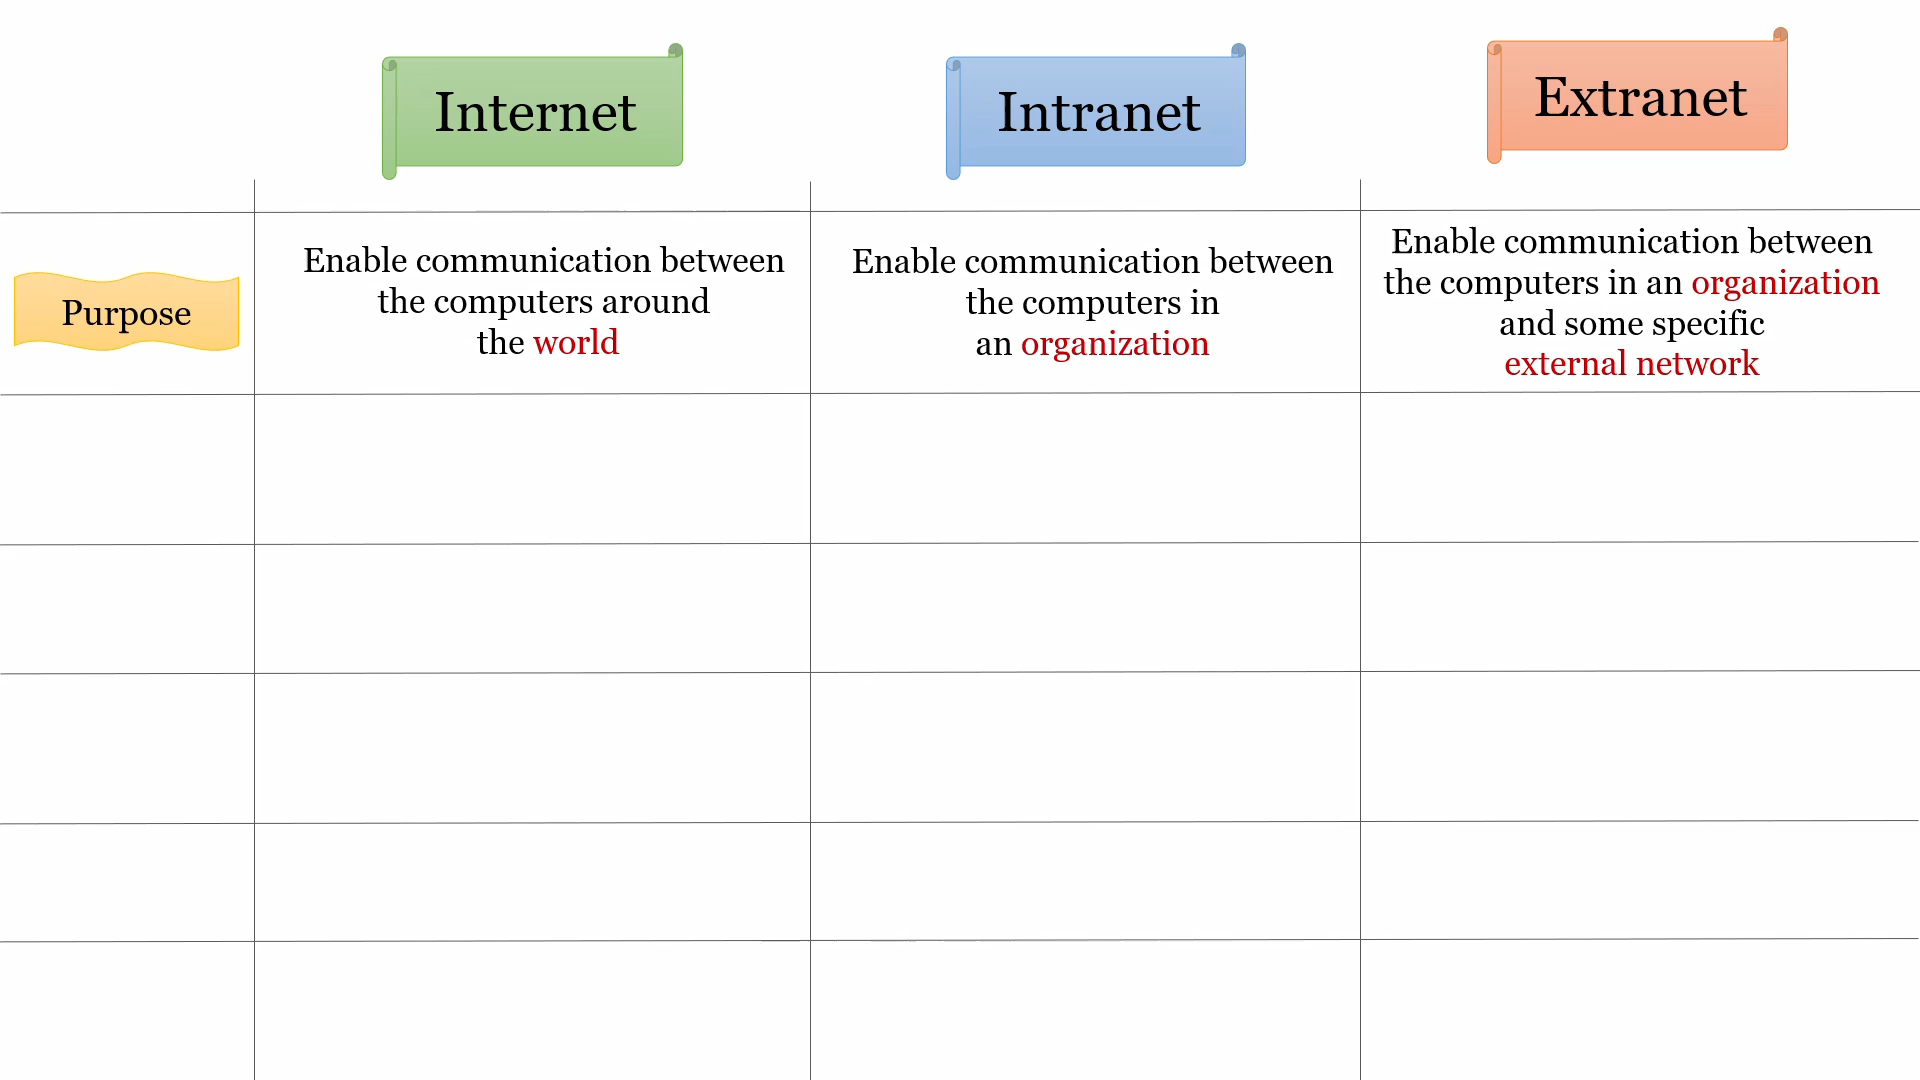 Internet
Intranet
Extranet
Purpose
Enable communication between
the computers around
the world
Enable communication between
the computers in
an organization
Enable communication between
the computers in an organization
and some specific
external network